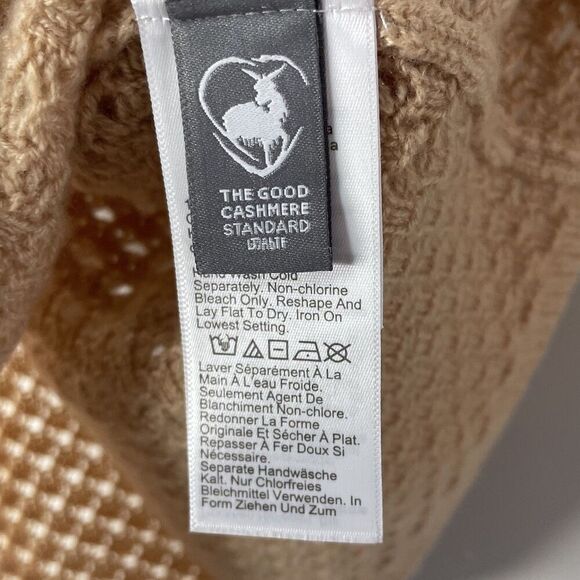 THE GOOD
CASHMERE
STANDARD
Hand Wash Cold
Separately. Non-chlorine
Bleach Only. Reshape And
Lay Flat To Dry. Iron On
Lowest Setting.
Laver Séparément À La
Main À L'eau Froide.
Seulement Agent De
Blanchiment Non-chlore.
Redonner La Forme
Originale Et Sécher À Plat.
Repasser À Fer Doux Si
Nécessaire.
Separate Handwäsche
Kalt. Nur Chlorfreies
Bleichmittel Verwenden. In
Form Ziehen Und Zum